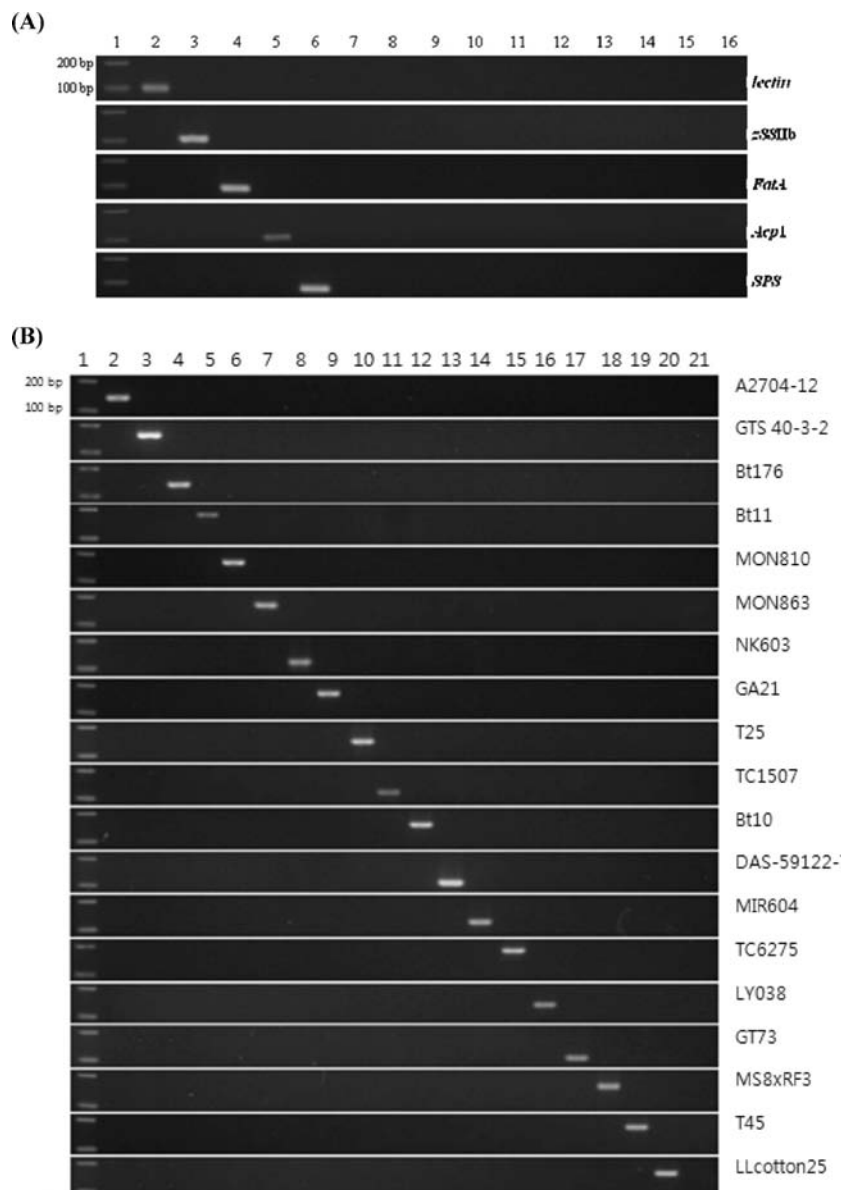 (A)
1 2 3 4 5 6 7 8 9 10 11 12 13 14 15 16
200 bp
100 bp
lectin
zSSIIb
FatA
Acp1
SPS
(B)
1 2 3 4 5 6 7 8 9 10 11 12 13 14 15 16 17 18 19 20 21
200 bp
100 bp
A2704-12
GTS 40-3-2
Bt176
Bt11
MON810
MON863
NK603
GA21
T25
TC1507
Bt10
DAS-59122-
MIR604
TC6275
LY038
GT73
MS8xRF3
T45
LLcotton25